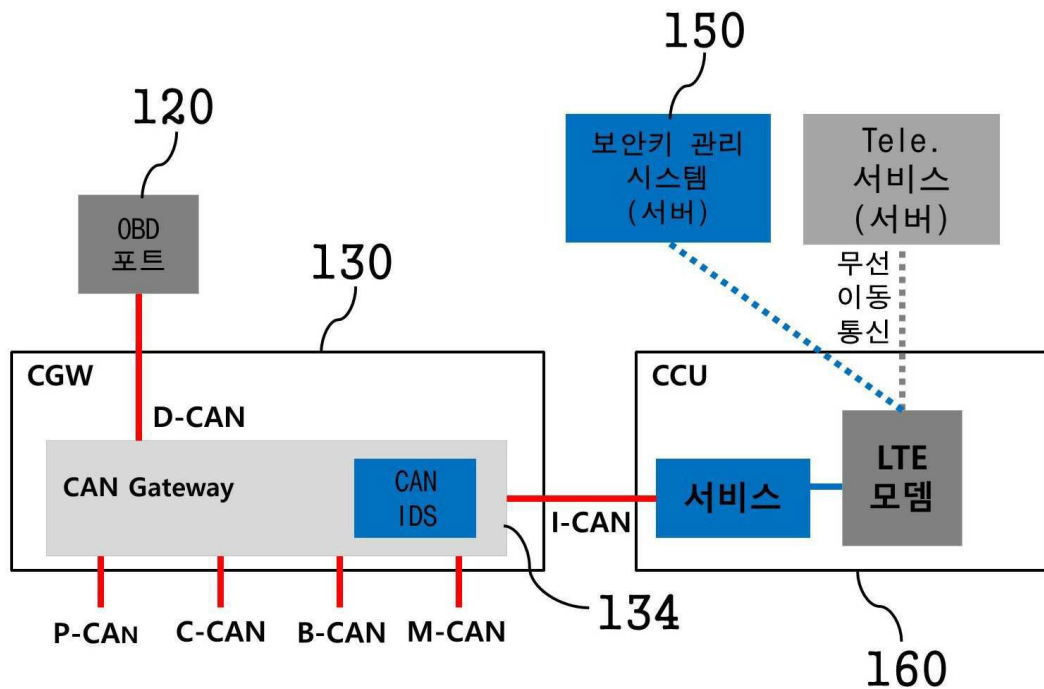 150
120
보안키 관리
시스템
(서버)
Tele.
서비스
(서버)
OBD
포트
130
무선
이동
통신
CGW
CCU
D-CAN
CAN Gateway
CAN
IDS
I-CAN
서비스
LTE
모뎀
134
P-CAN
C-CAN
B-CAN
M-CAN
160